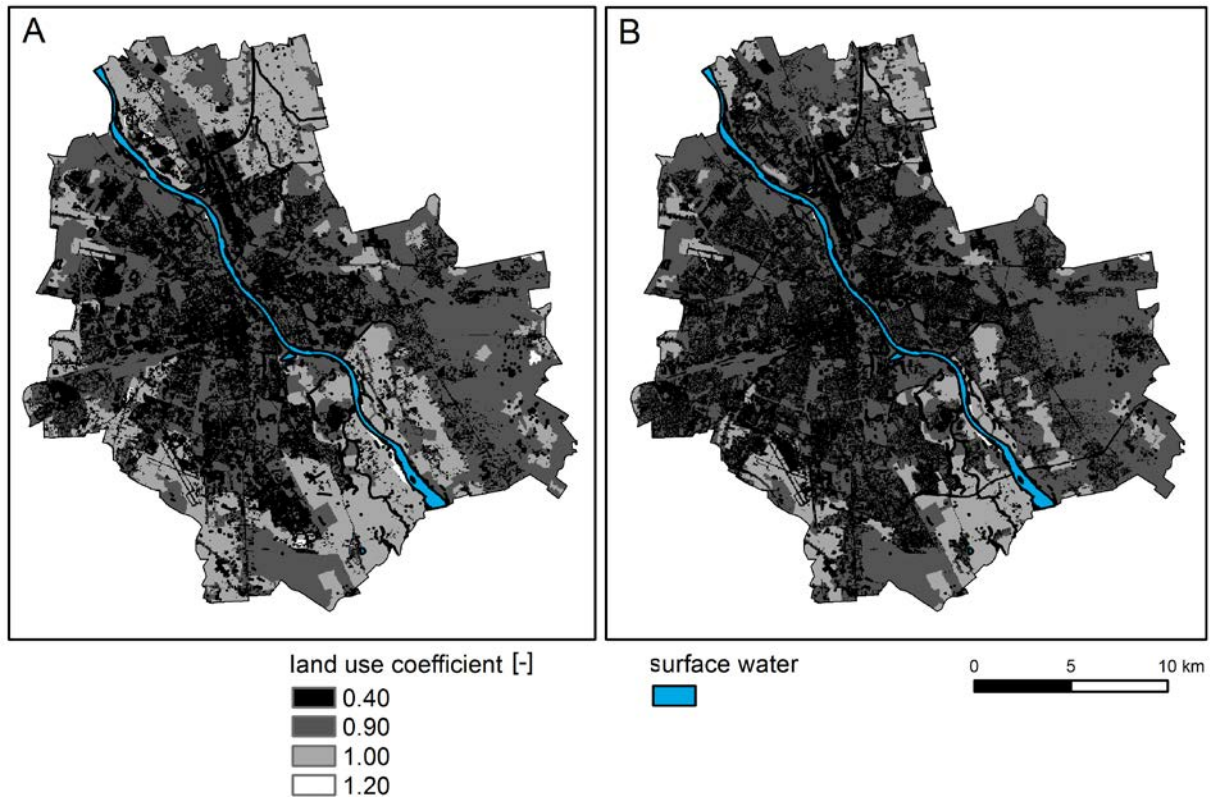 A
B
land use coefficient [-]
0.40
0.90
1.00
1.20
surface water
0 5 10 km